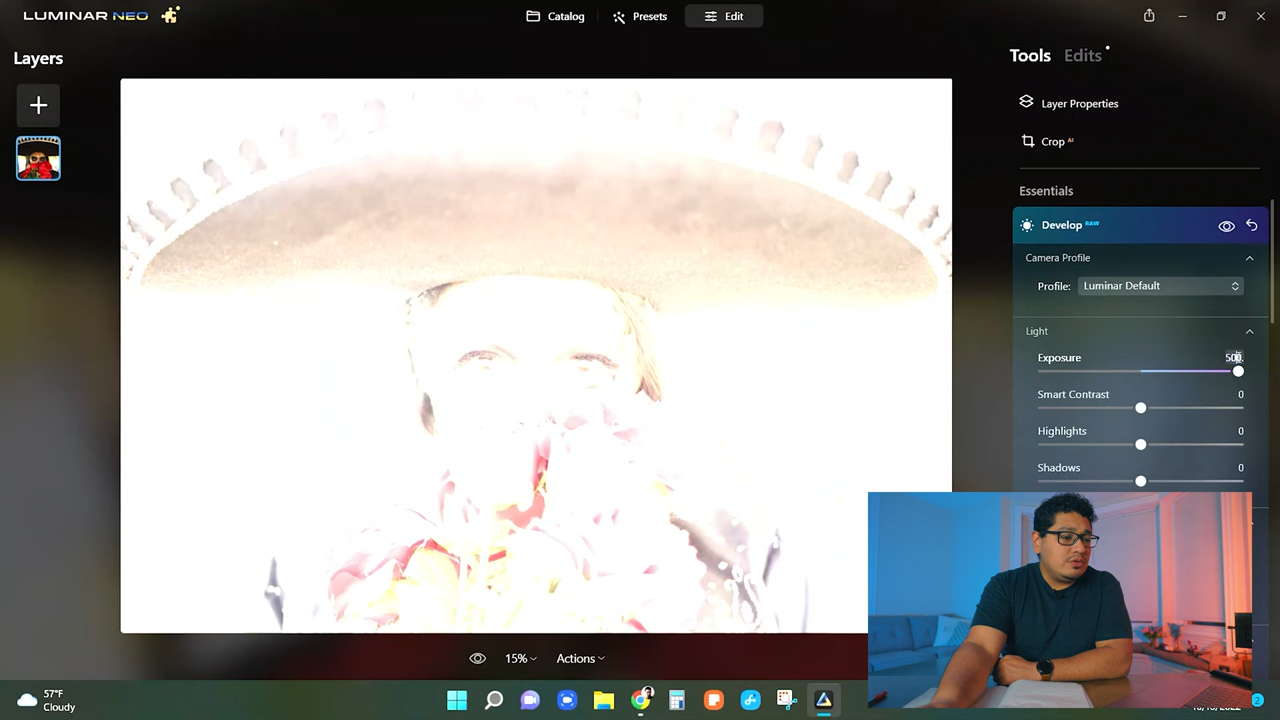 LUMINAR NEO
Catalog
Presets
Edit
Layers
Tools Edits
Layer Properties
Crop AI
Essentials
Develop RAW
Camera Profile
Profile: Luminar Default
Light
Exposure 500
Smart Contrast 0
Highlights 0
Shadows 0
15%
Actions
57°F
Cloudy
2